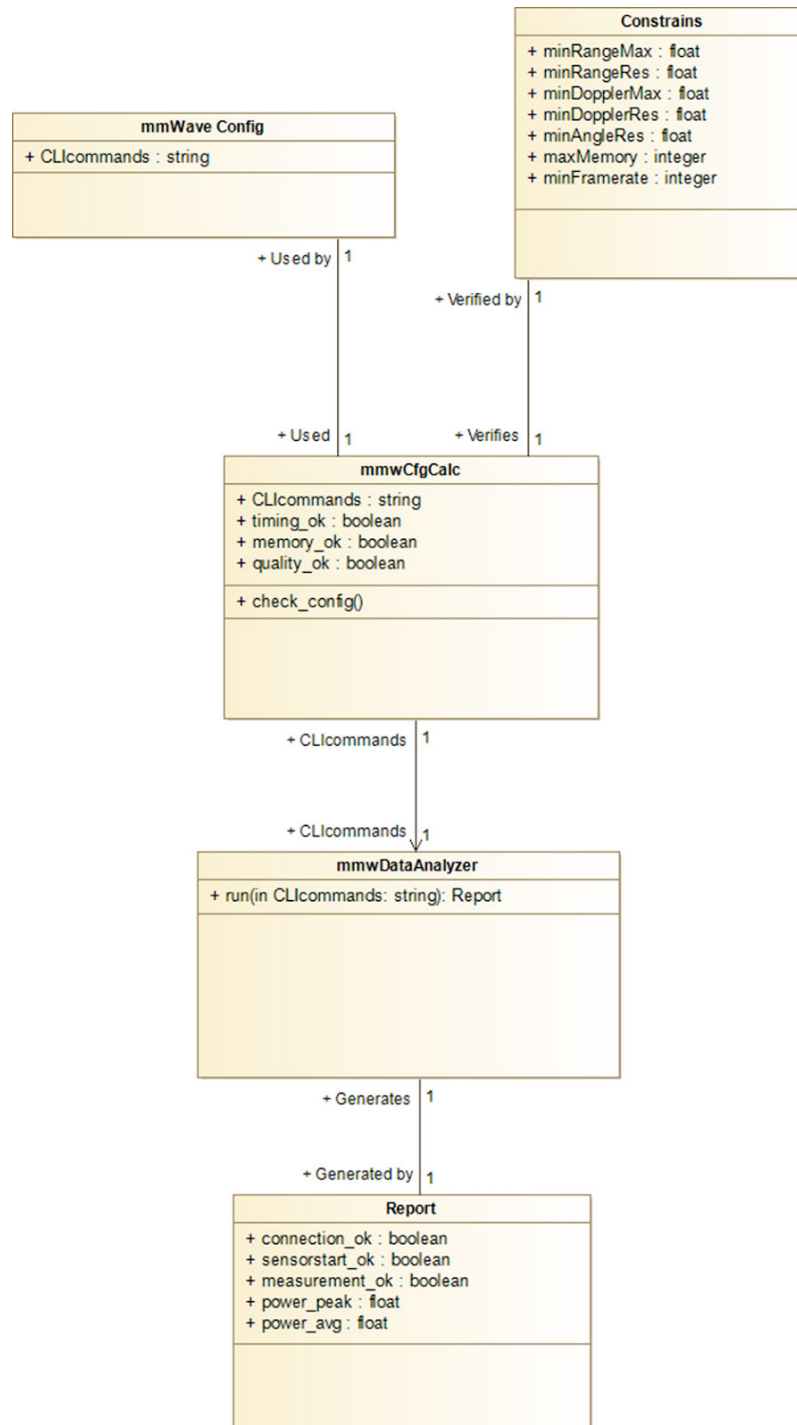 Constrains
+ minRangeMax : float
+ minRangeRes : float
+ minDopplerMax : float
+ minDopplerRes : float
+ minAngleRes : float
+ maxMemory : integer
+ minFramerate : integer
mmWave Config
+ CLIcommands : string
+ Used by 1
+ Verified by 1
+ Used 1
+ Verifies 1
mmwCfgCalc
+ CLIcommands : string
+ timing_ok : boolean
+ memory_ok : boolean
+ quality_ok : boolean
+ check_config()
+ CLIcommands 1
+ CLIcommands 1
mmwDataAnalyzer
+ run(in CLIcommands: string): Report
+ Generates 1
+ Generated by 1
Report
+ connection_ok : boolean
+ sensorstart_ok : boolean
+ measurement_ok : boolean
+ power_peak : float
+ power_avg : float